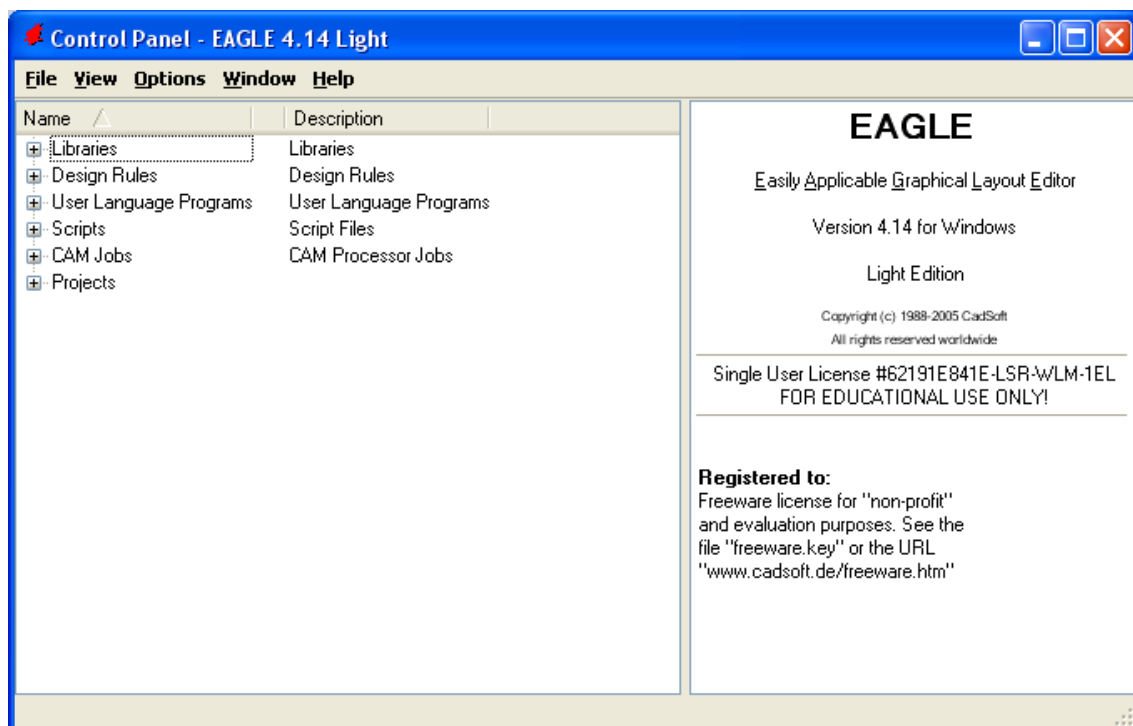 Control Panel - EAGLE 4.14 Light
File View Options Window Help
Name Description
Libraries Libraries
Design Rules Design Rules
User Language Programs User Language Programs
Scripts Script Files
CAM Jobs CAM Processor Jobs
Projects
EAGLE
Easily Applicable Graphical Layout Editor
Version 4.14 for Windows
Light Edition
Copyright (c) 1988-2005 CadSoft
All rights reserved worldwide
Single User License #62191E841E-LSR-WLM-1EL
FOR EDUCATIONAL USE ONLY!
Registered to:
Freeware license for "non-profit"
and evaluation purposes. See the
file "freeware.key" or the URL
"www.cadsoft.de/freeware.htm"